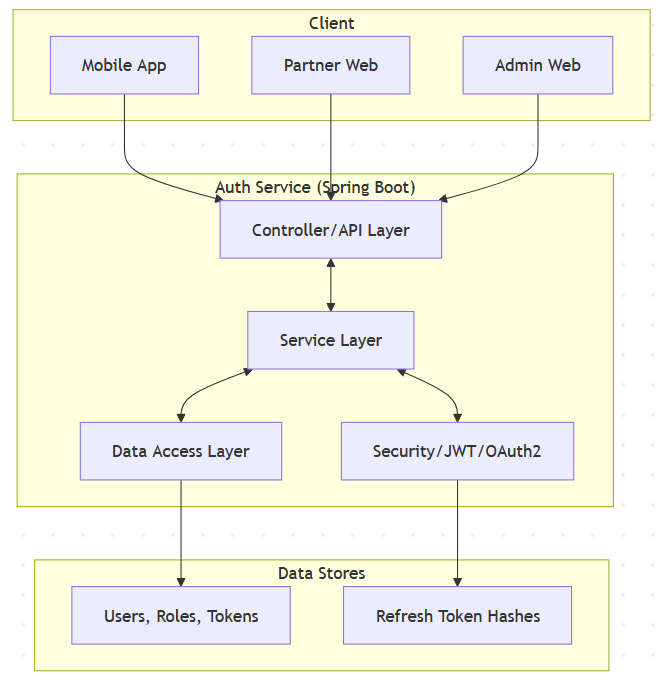 Client
Mobile App
Partner Web
Admin Web
Auth Service (Spring Boot)
Controller/API Layer
Service Layer
Data Access Layer
Security/JWT/OAuth2
Data Stores
Users, Roles, Tokens
Refresh Token Hashes